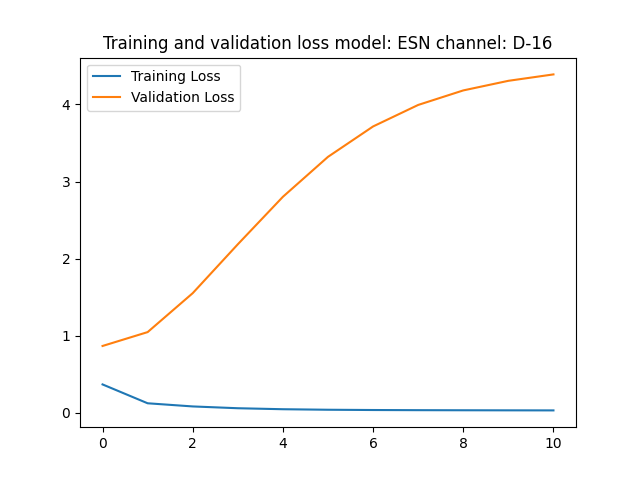 Training and validation loss model: ESN channel: D-16
Training Loss
Validation Loss
4
3
2
1
0
0 2 4 6 8 10